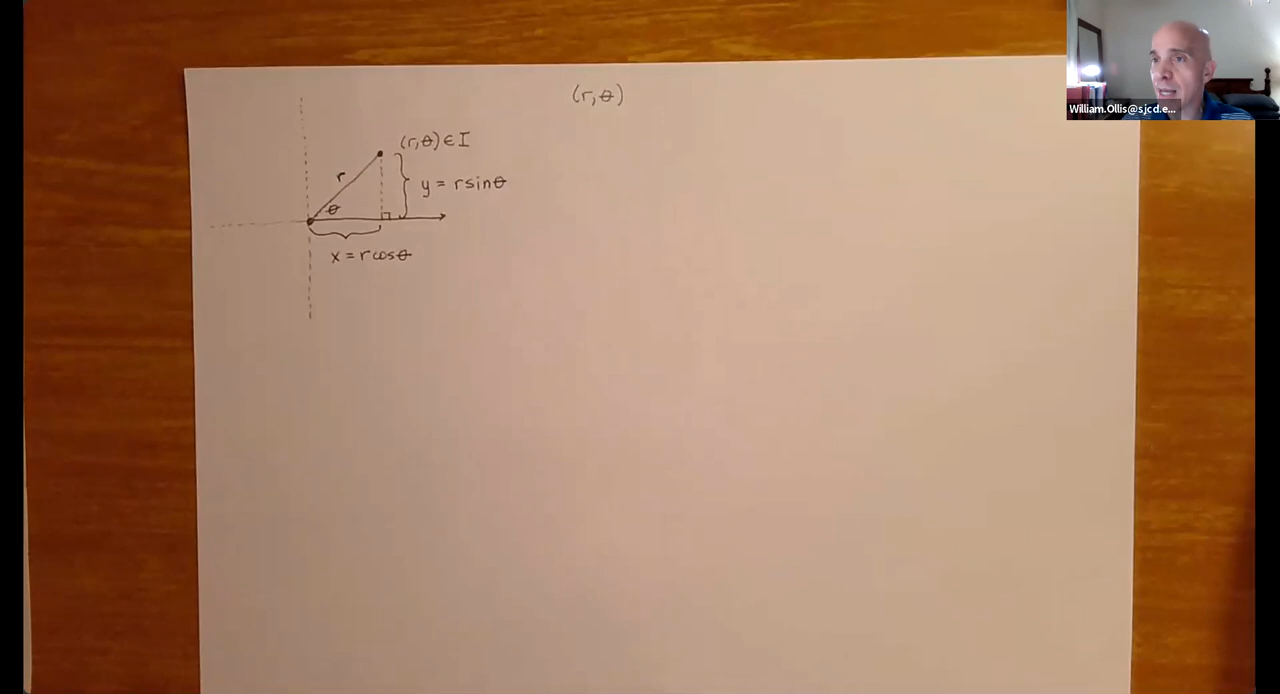 (r,θ)
William.Ollis@sjcd.e...
(r,θ) ∈ I
r
y = r sin θ
θ
x = r cos θ